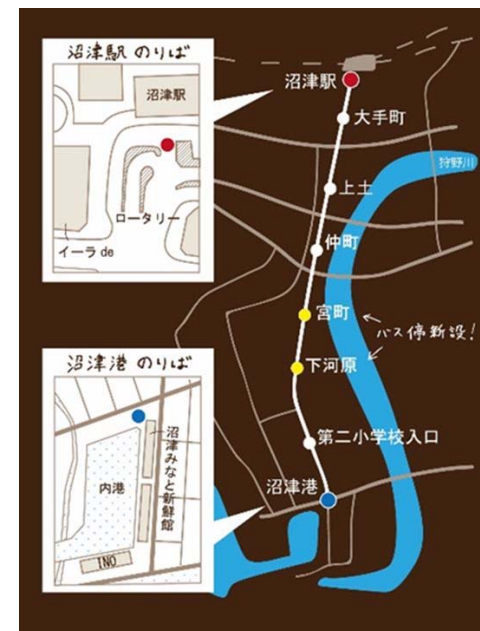 沼津駅 のりば
沼津駅
ロータリー
イーラde
沼津港 のりば
沼津みなと新鮮館
内港
INO
沼津駅
大手町
上土
仲町
宮町
下河原
第二小学校入口
沼津港
狩野川
バス停新設!